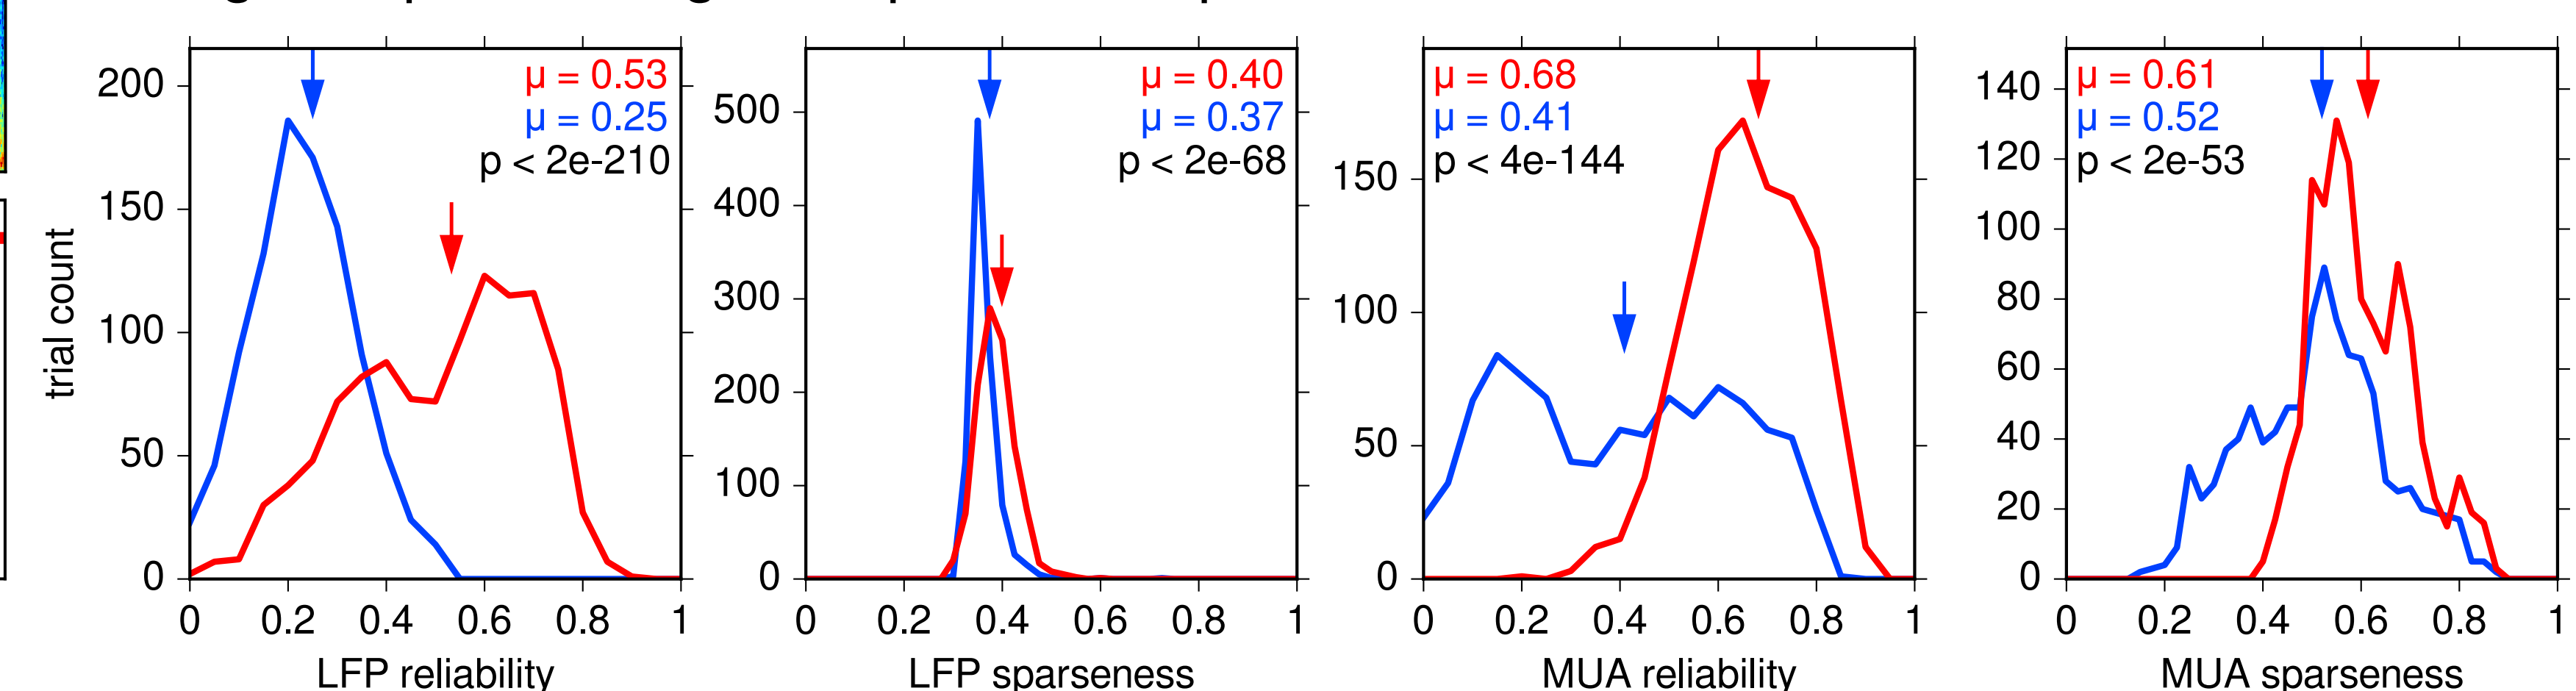 trial count
200
150
100
50
0
μ = 0.53
μ = 0.25
p < 2e-210
0 0.2 0.4 0.6 0.8 1
LFP reliability
500
400
300
200
100
0
μ = 0.40
μ = 0.37
p < 2e-68
0 0.2 0.4 0.6 0.8 1
LFP sparseness
150
100
50
0
μ = 0.68
μ = 0.41
p < 4e-144
0 0.2 0.4 0.6 0.8 1
MUA reliability
140
120
100
80
60
40
20
0
μ = 0.61
μ = 0.52
p < 2e-53
0 0.2 0.4 0.6 0.8 1
MUA sparseness